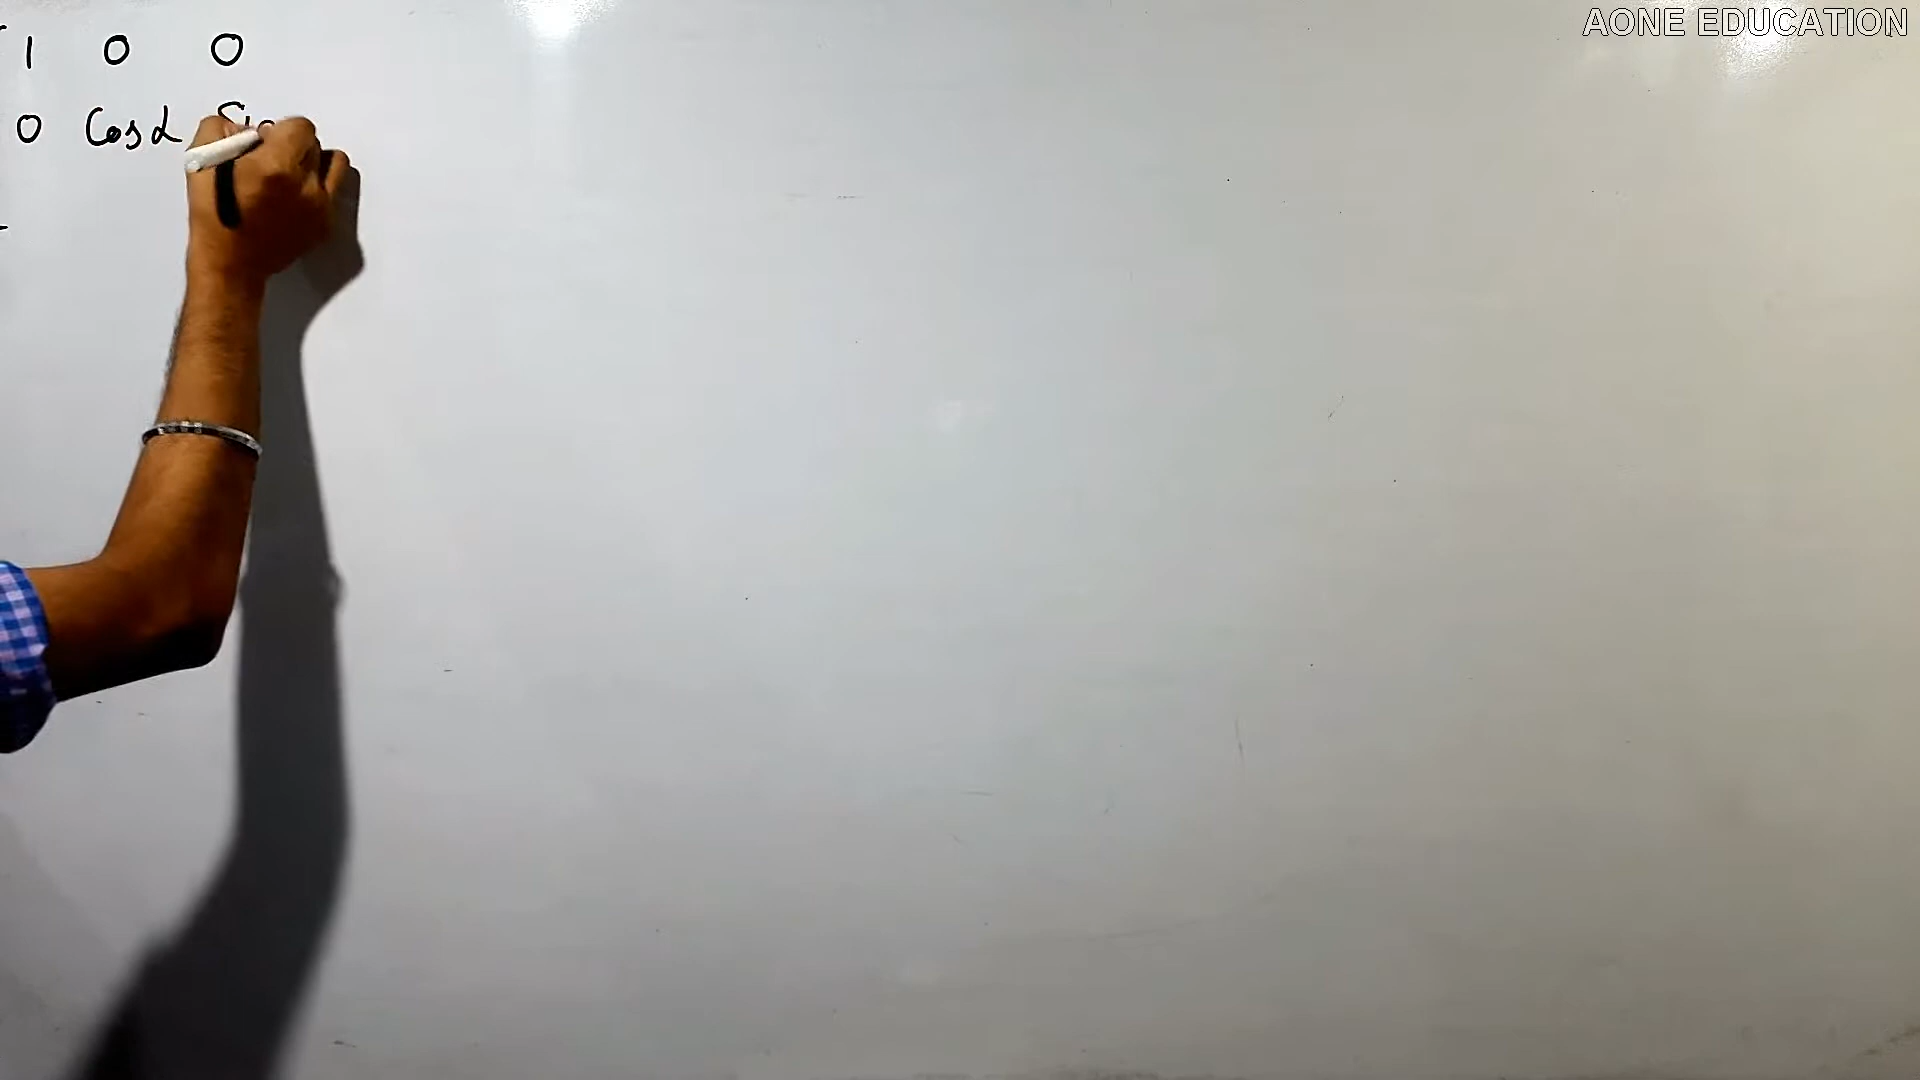 AONE EDUCATION
1 0 0
0 Cosα